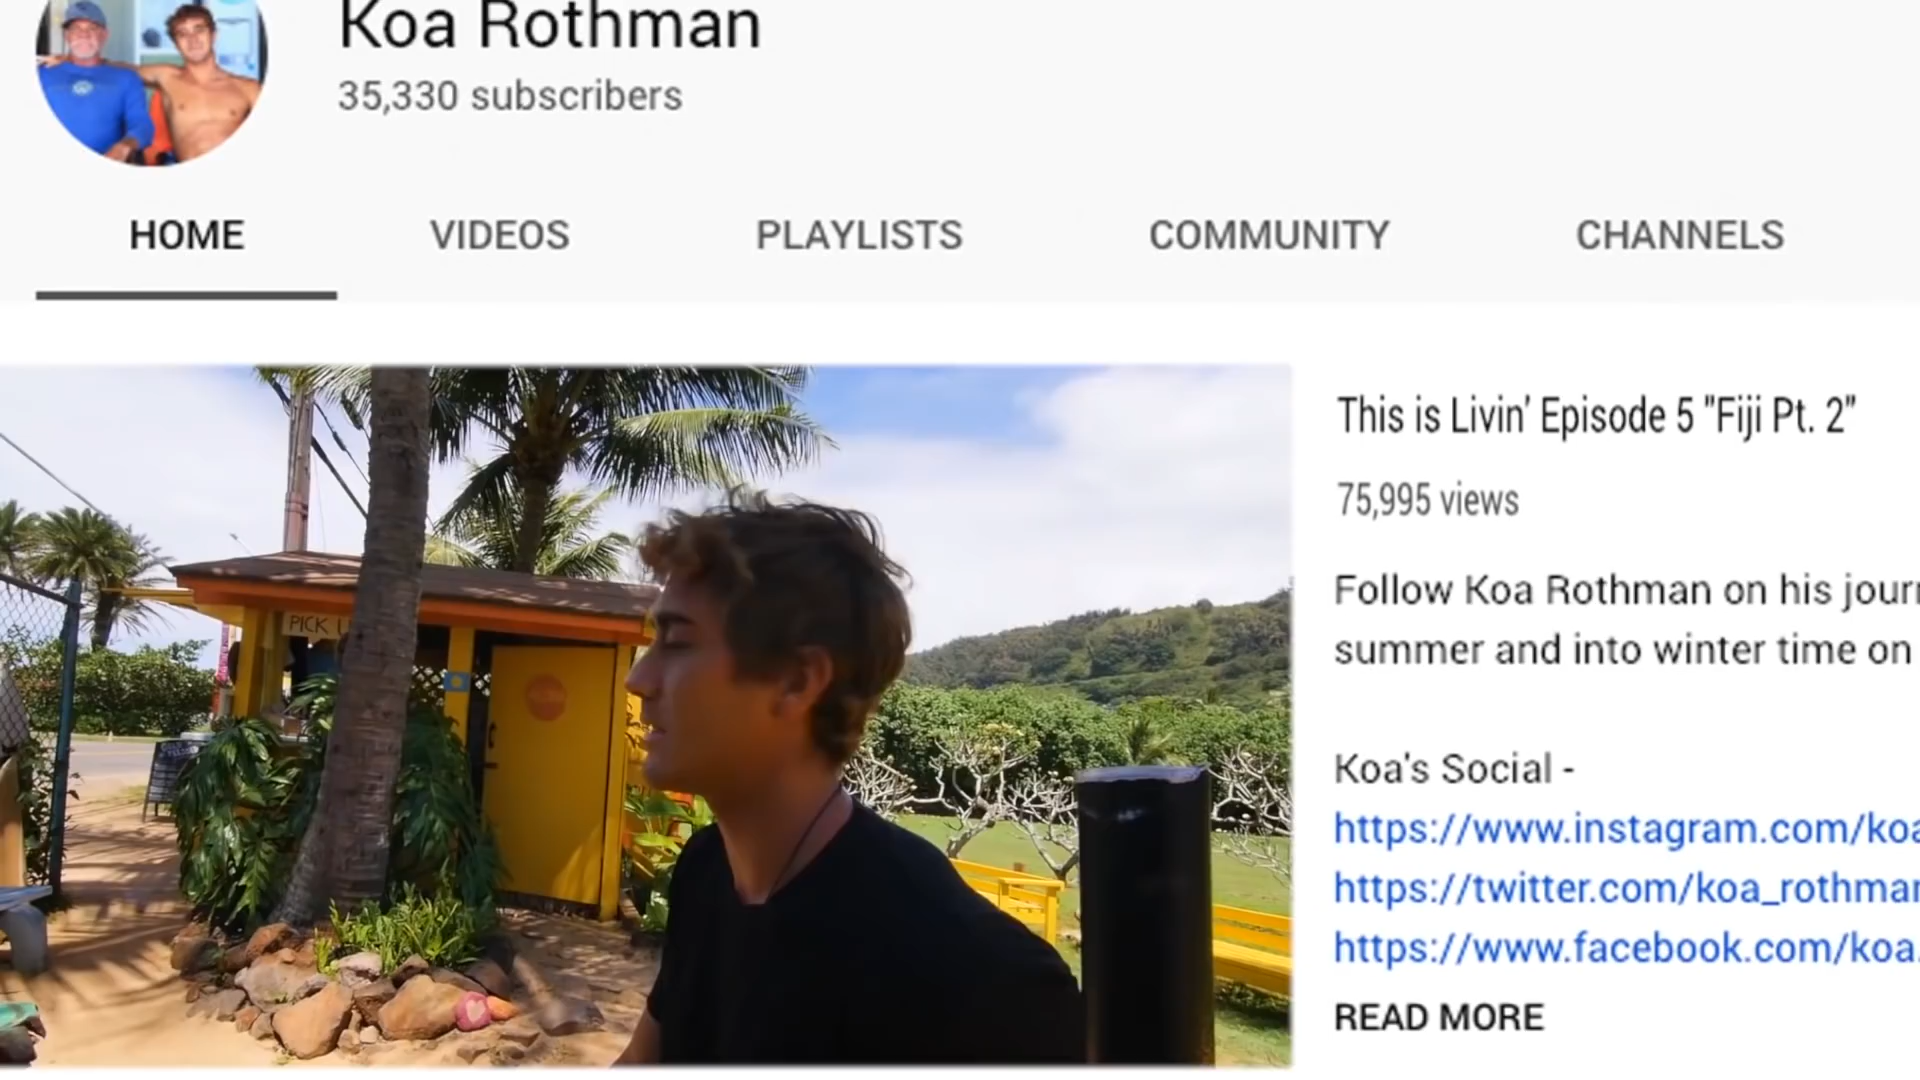 Koa Rothman
35,330 subscribers
HOME VIDEOS PLAYLISTS COMMUNITY CHANNELS
This is Livin' Episode 5 "Fiji Pt. 2"
75,995 views
Follow Koa Rothman on his jour
summer and into winter time on
Koa's Social -
https://www.instagram.com/koa
https://twitter.com/koa_rothma
https://www.facebook.com/koa.
READ MORE
PICK U